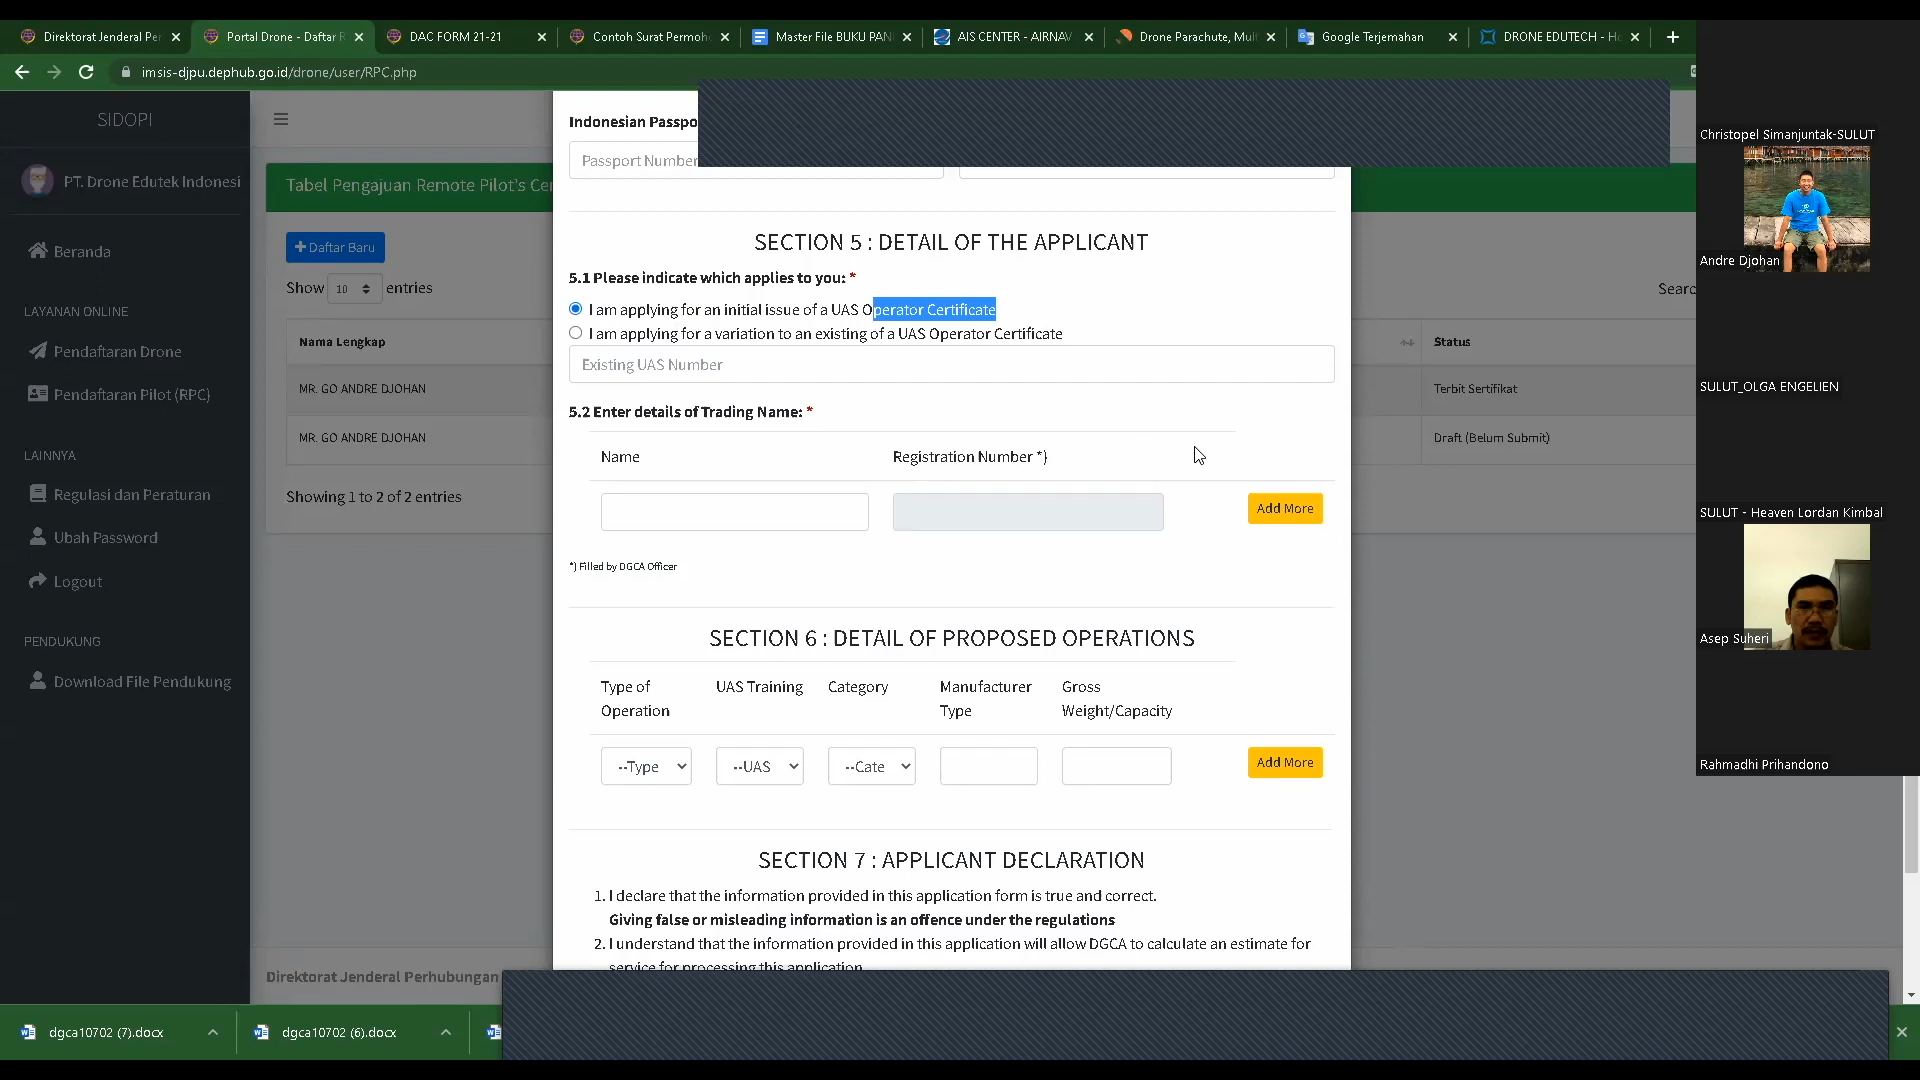 Direktorat Jenderal Per
Portal Drone - Daftar R
DAC FORM 21-21
Contoh Surat Permoho
Master File BUKU PAN
AIS CENTER - AIRNAV
Drone Parachute, Mul
Google Terjemahan
DRONE EDUTECH - Ho
imsis-djpu.dephub.go.id/drone/user/RPC.php
SIDOPI
PT. Drone Edutek Indonesi
Beranda
LAYANAN ONLINE
Pendaftaran Drone
Pendaftaran Pilot (RPC)
LAINNYA
Regulasi dan Peraturan
Ubah Password
Logout
PENDUKUNG
Download File Pendukung
Tabel Pengajuan Remote Pilot's Cer
Daftar Baru
Show 10 entries
Searc
Nama Lengkap
Status
MR. GO ANDRE DJOHAN
Terbit Sertifikat
MR. GO ANDRE DJOHAN
Draft (Belum Submit)
Showing 1 to 2 of 2 entries
Direktorat Jenderal Perhubungan
Indonesian Passpo
Passport Number
SECTION 5 : DETAIL OF THE APPLICANT
5.1 Please indicate which applies to you: *
I am applying for an initial issue of a UAS Operator Certificate
I am applying for a variation to an existing of a UAS Operator Certificate
Existing UAS Number
5.2 Enter details of Trading Name: *
Name
Registration Number *)
Add More
*) Filled by DGCA Officer
SECTION 6 : DETAIL OF PROPOSED OPERATIONS
Type of Operation
UAS Training
Category
Manufacturer Type
Gross Weight/Capacity
--Type
--UAS
--Cate
Add More
SECTION 7 : APPLICANT DECLARATION
1. I declare that the information provided in this application form is true and correct.
Giving false or misleading information is an offence under the regulations
2. I understand that the information provided in this application will allow DGCA to calculate an estimate for
service for processing this application
Christopel Simanjuntak-SULUT
Andre Djohan
SULUT_OLGA ENGELIEN
SULUT - Heaven Lordan Kimbal
Asep Suheri
Rahmadhi Prihandono
dgca10702 (7).docx
dgca10702 (6).docx